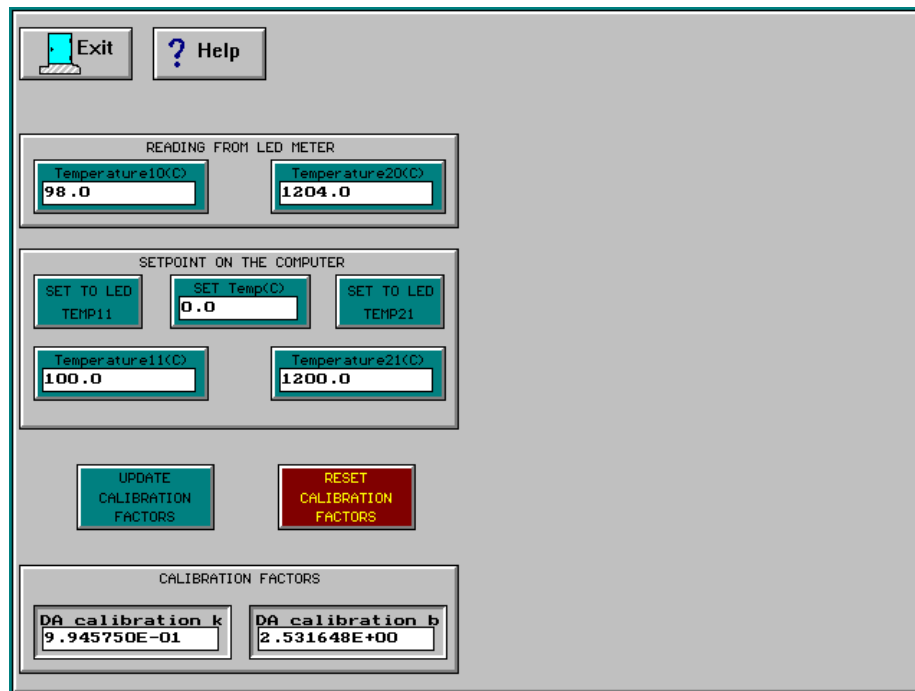 Exit
? Help
READING FROM LED METER
Temperature10(C) Temperature20(C)
98.0 1204.0
SETPOINT ON THE COMPUTER
SET TO LED TEMP11
SET Temp(C)
0.0
SET TO LED TEMP21
Temperature11(C) Temperature21(C)
100.0 1200.0
UPDATE
CALIBRATION
FACTORS
RESET
CALIBRATION
FACTORS
CALIBRATION FACTORS
DA calibration k DA calibration b
9.945750E-01 2.531648E+00